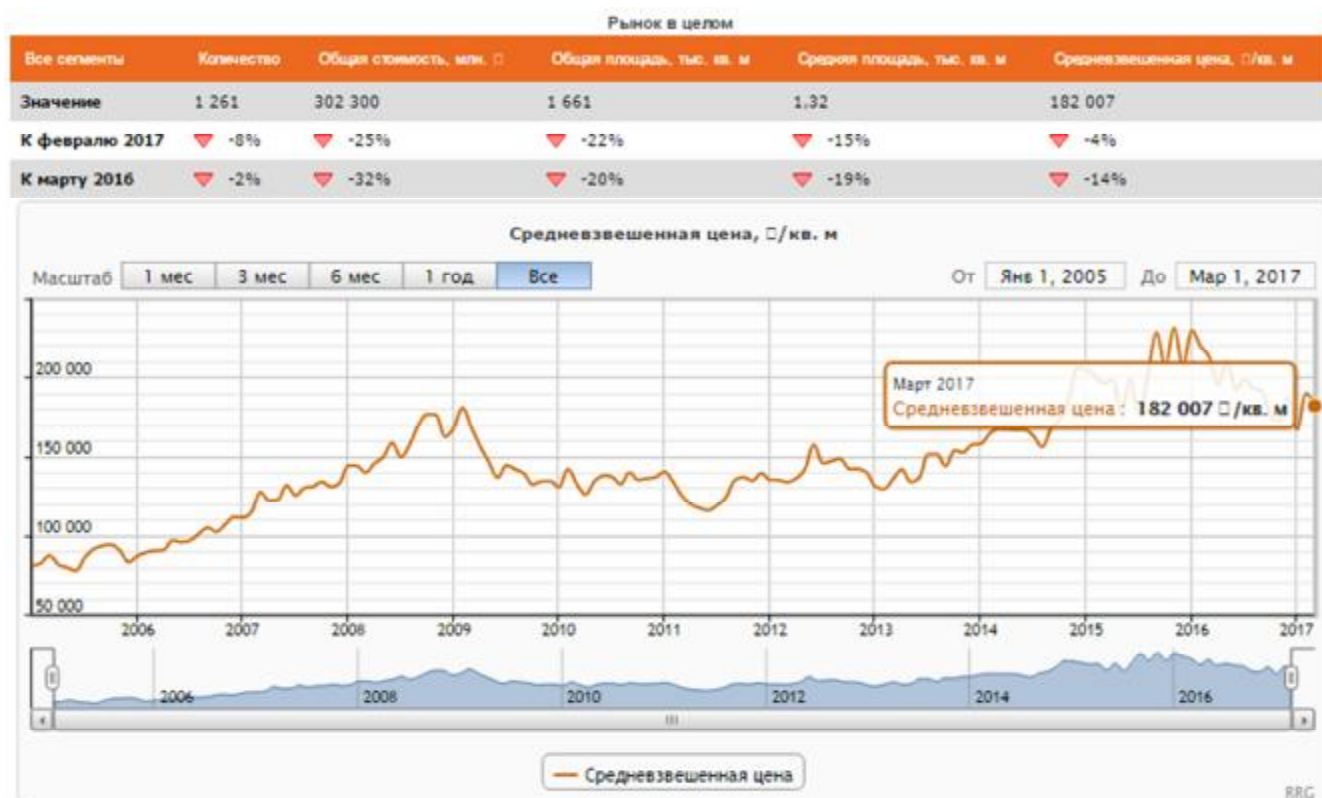 Рынок в целом
Все сегменты Количество Общая стоимость, млн. □ Общая площадь, тыс. кв. м Средняя площадь, тыс. кв. м Средневзвешенная цена, □/кв. м
Значение 1 261 302 300 1 661 1.32 182 007
К февралю 2017 -8% -25% -22% -15% -4%
К марту 2016 -2% -32% -20% -19% -14%
Средневзвешенная цена, □/кв. м
Масштаб 1 мес 3 мес 6 мес 1 год Все От Янв 1, 2005 До Мар 1, 2017
200 000
Март 2017
Средневзвешенная цена : 182 007 □/кв. м
150 000
100 000
50 000
2006 2007 2008 2009 2010 2011 2012 2013 2014 2015 2016 2017
2006 2008 2010 2012 2014 2016
Средневзвешенная цена
RRG